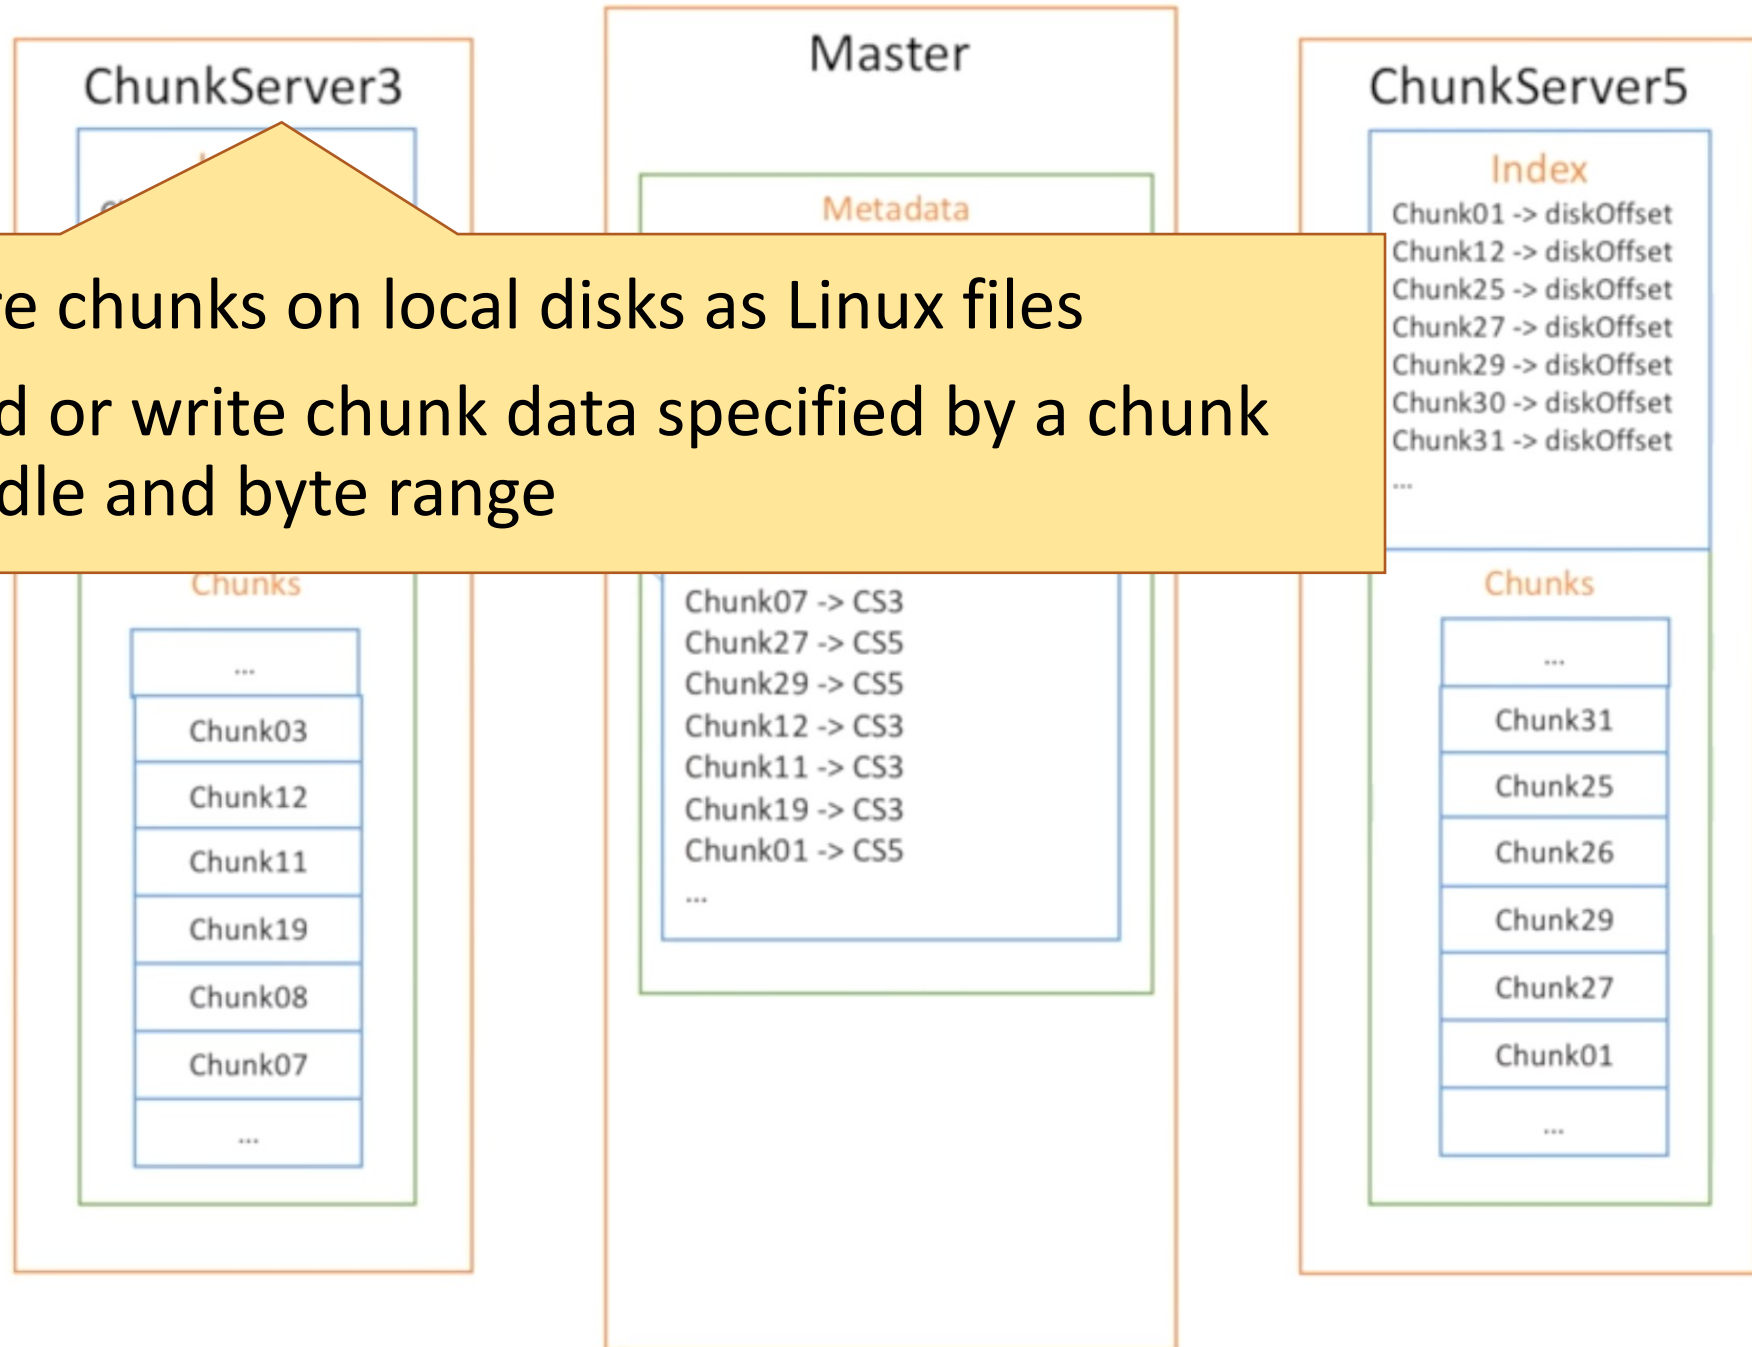 ChunkServer3
Master
Metadata
re chunks on local disks as Linux files
d or write chunk data specified by a chunk
dle and byte range
Chunks
...
Chunk03
Chunk12
Chunk11
Chunk19
Chunk08
Chunk07
...
Chunk07 -> CS3
Chunk27 -> CS5
Chunk29 -> CS5
Chunk12 -> CS3
Chunk11 -> CS3
Chunk19 -> CS3
Chunk01 -> CS5
...
ChunkServer5
Index
Chunk01 -> diskOffset
Chunk12 -> diskOffset
Chunk25 -> diskOffset
Chunk27 -> diskOffset
Chunk29 -> diskOffset
Chunk30 -> diskOffset
Chunk31 -> diskOffset
...
Chunks
...
Chunk31
Chunk25
Chunk26
Chunk29
Chunk27
Chunk01
...